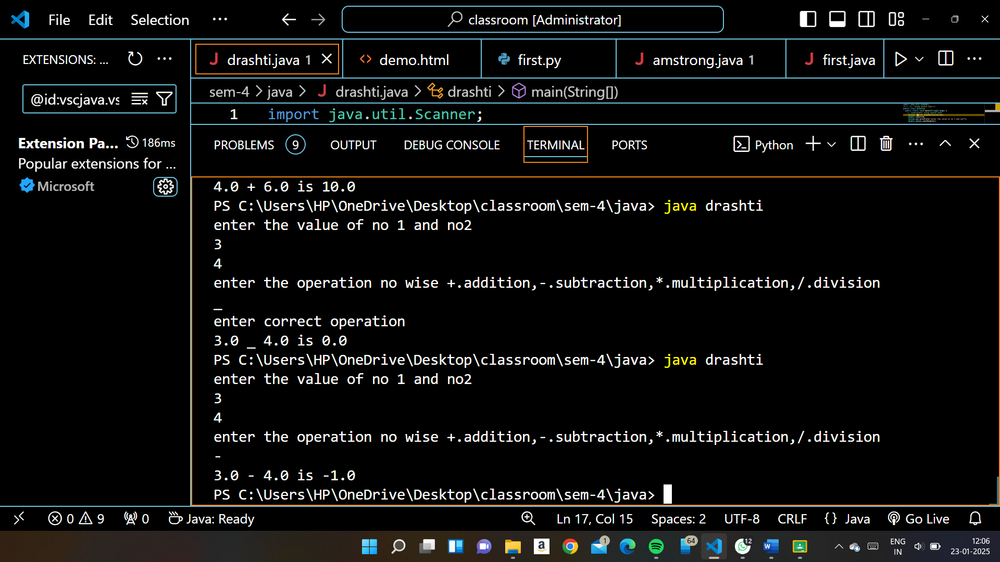 File Edit Selection ··· classroom [Administrator]
EXTENSIONS: ... drashti.java 1 demo.html first.py amstrong.java 1 first.java
@id:vscjava.vs sem-4 > java > drashti.java > drashti > main(String[])
1 import java.util.Scanner;
Extension Pa... 186ms
Popular extensions for ...
Microsoft
PROBLEMS 9 OUTPUT DEBUG CONSOLE TERMINAL PORTS Python
4.0 + 6.0 is 10.0
PS C:\Users\HP\OneDrive\Desktop\classroom\sem-4\java> java drashti
enter the value of no 1 and no2
3
4
enter the operation no wise +.addition,-.subtraction,*.multiplication,/.division
_
enter correct operation
3.0 _ 4.0 is 0.0
PS C:\Users\HP\OneDrive\Desktop\classroom\sem-4\java> java drashti
enter the value of no 1 and no2
3
4
enter the operation no wise +.addition,-.subtraction,*.multiplication,/.division
-
3.0 - 4.0 is -1.0
PS C:\Users\HP\OneDrive\Desktop\classroom\sem-4\java>
0 9 0 Java: Ready Ln 17, Col 15 Spaces: 2 UTF-8 CRLF {} Java Go Live
1 64 12 ENG IN 12:06 23-01-2025